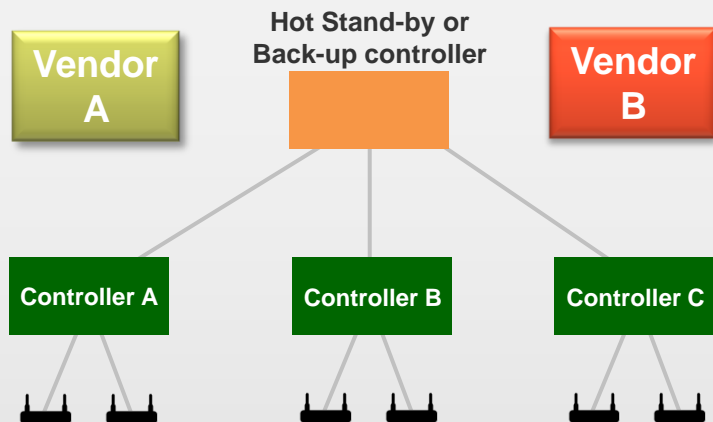 Hot Stand-by or
Back-up controller
Vendor
A
Vendor
B
Controller A
Controller B
Controller C